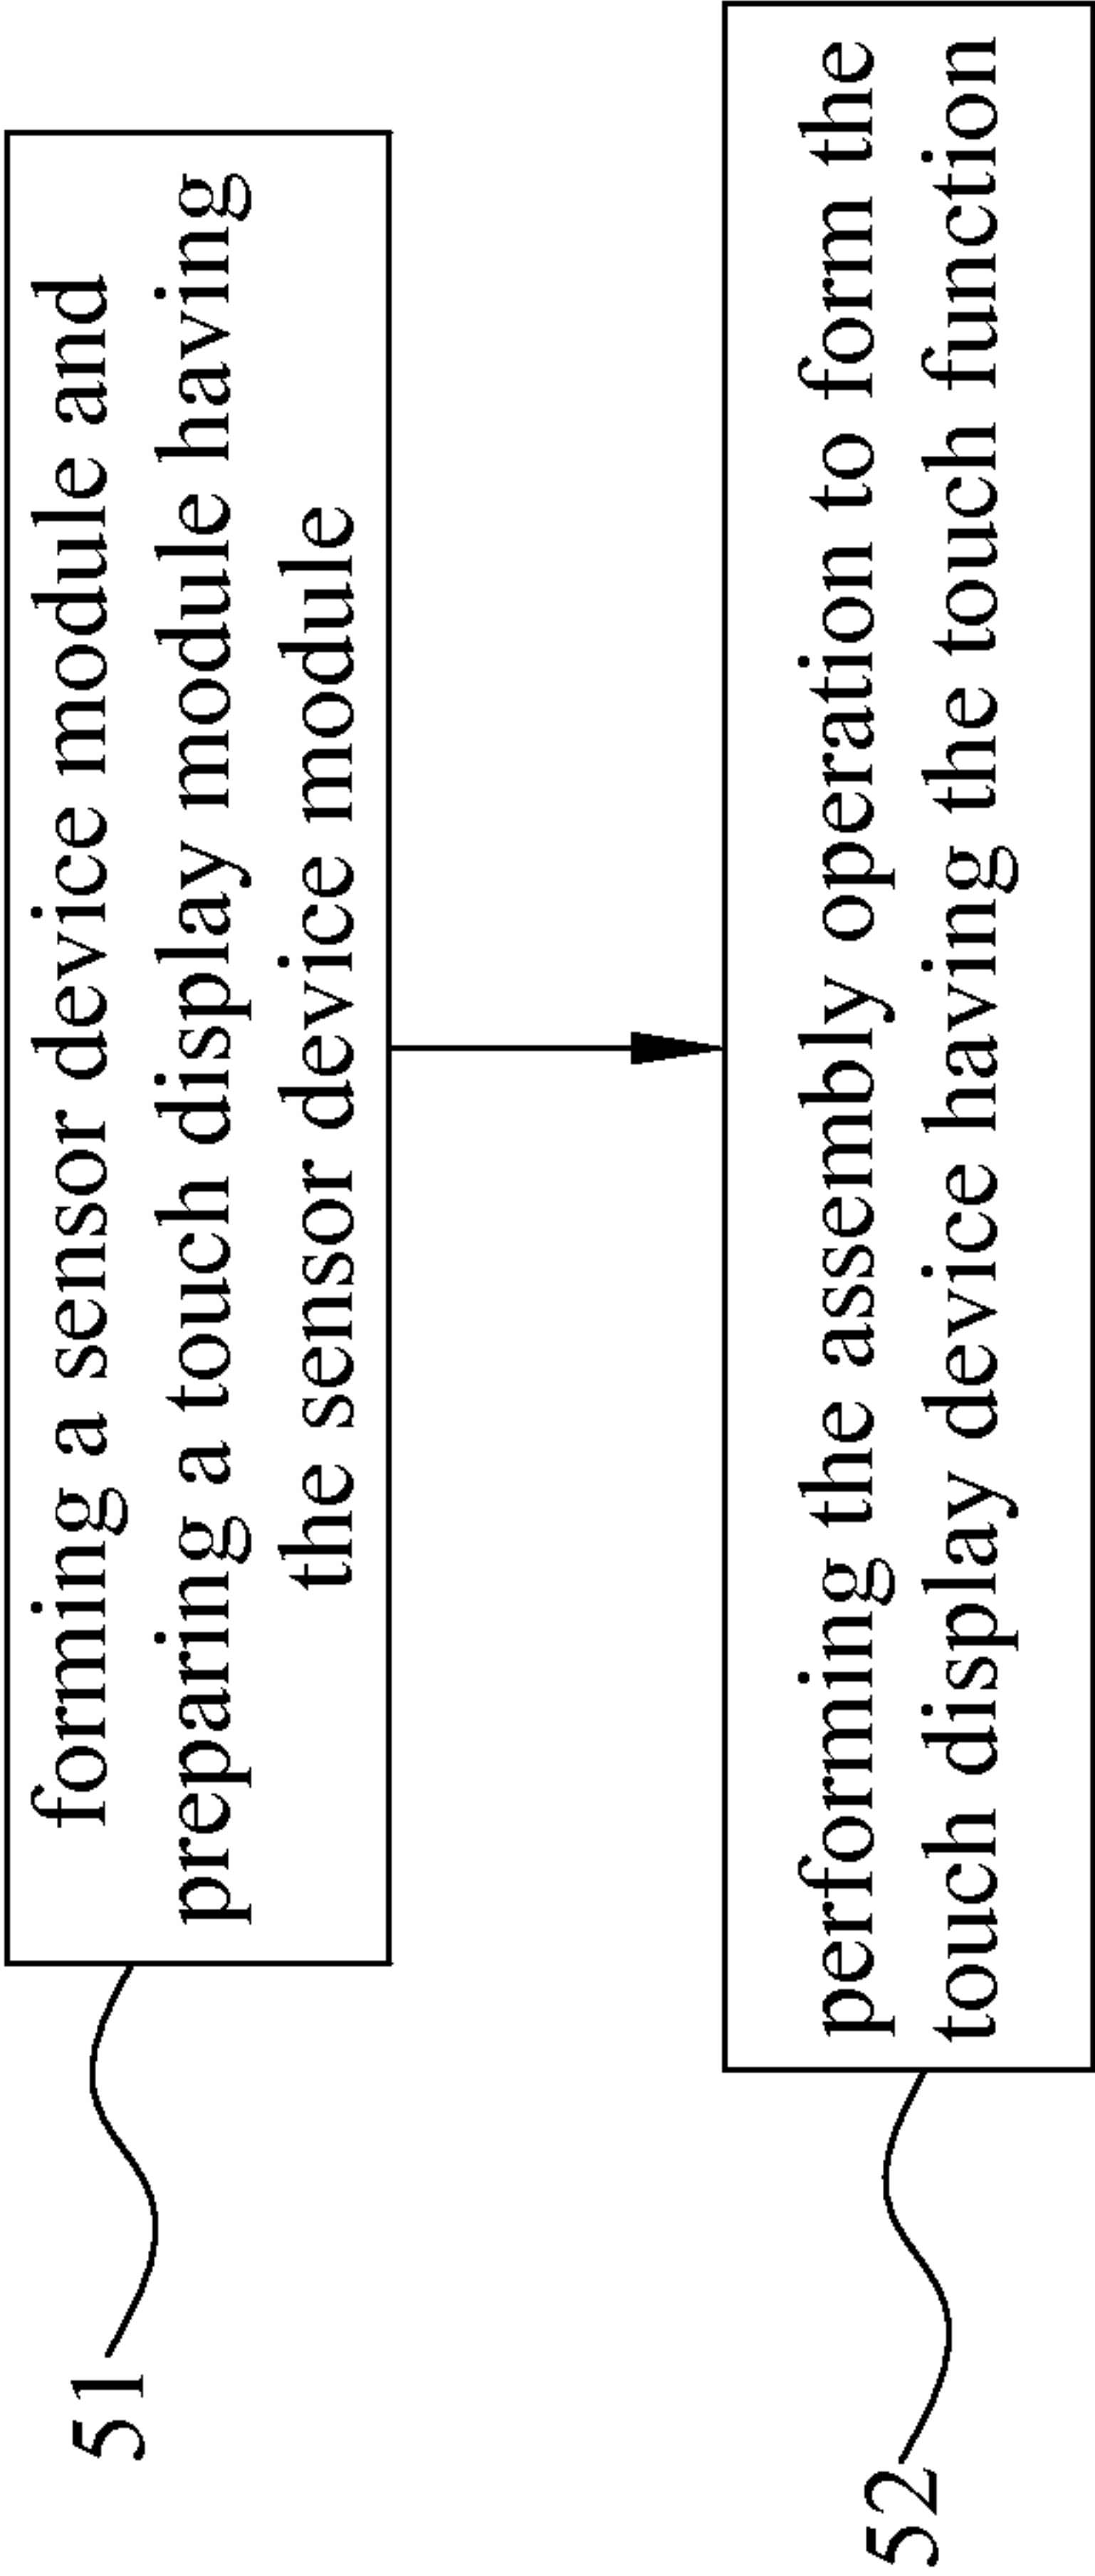 51
forming a sensor device module and
preparing a touch display module having
the sensor device module
52
performing the assembly operation to form the
touch display device having the touch function